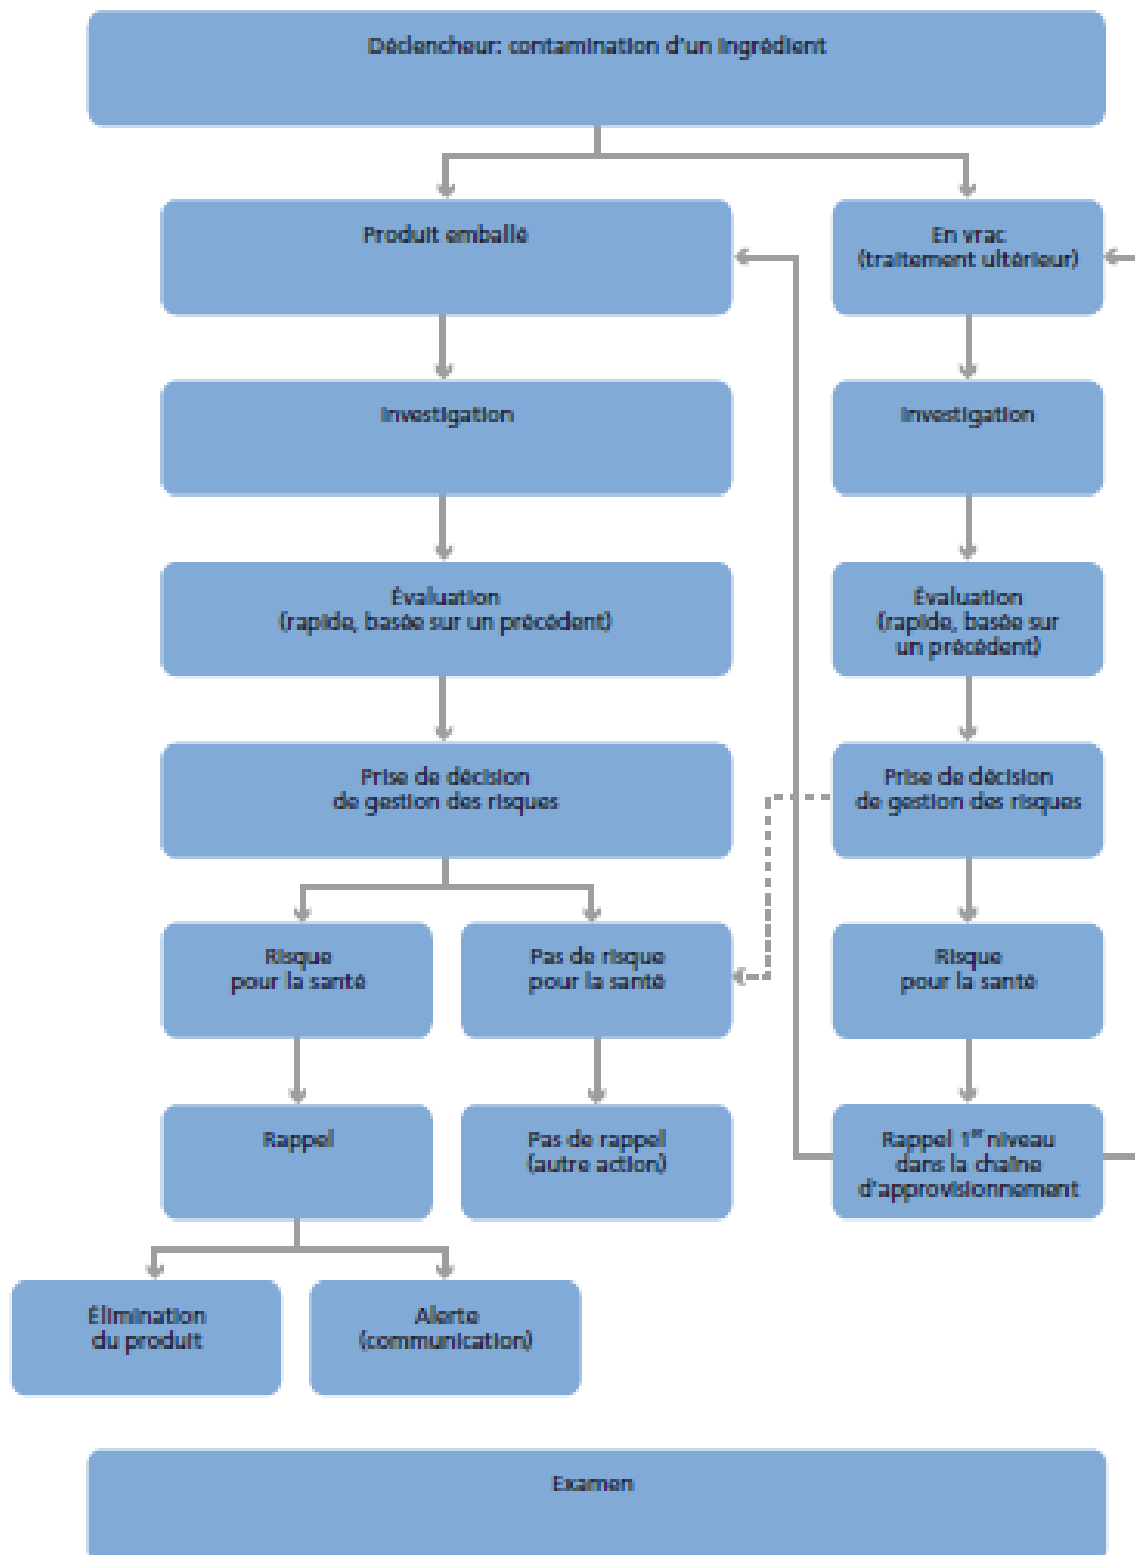 Déclencheur: contamination d'un ingrédient
Produit emballé
En vrac
(traitement ultérieur)
Investigation
Investigation
Évaluation
(rapide, basée sur un précédent)
Évaluation
(rapide, basée sur
un précédent)
Prise de décision
de gestion des risques
Prise de décision
de gestion des risques
Risque
pour la santé
Pas de risque
pour la santé
Risque
pour la santé
Rappel
Pas de rappel
(autre action)
Rappel 1er niveau
dans la chaîne
d'approvisionnement
Élimination
du produit
Alerte
(communication)
Examen